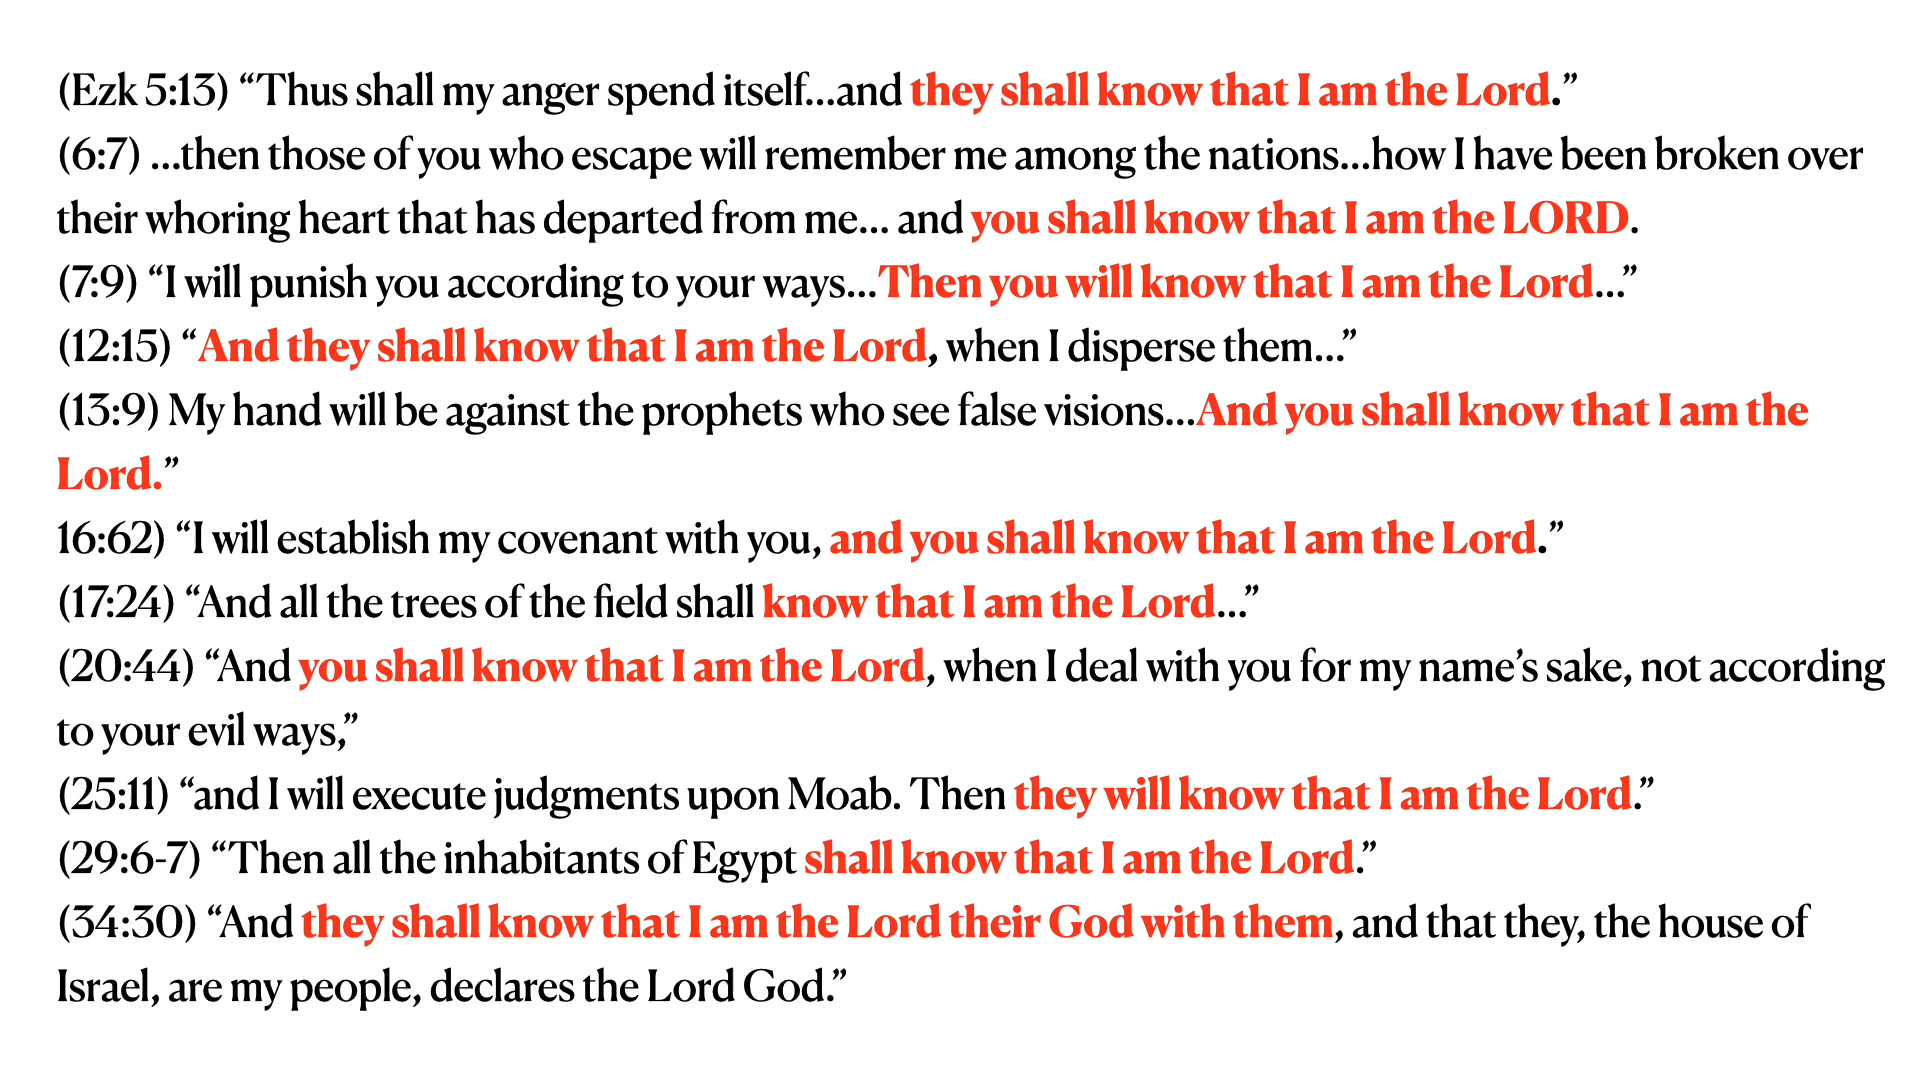 (Ezk 5:13) “Thus shall my anger spend itself...and they shall know that I am the Lord.”
(6:7) ...then those of you who escape will remember me among the nations...how I have been broken over
their whoring heart that has departed from me... and you shall know that I am the LORD.
(7:9) “I will punish you according to your ways...Then you will know that I am the Lord...”
(12:15) “And they shall know that I am the Lord, when I disperse them...”
(13:9) My hand will be against the prophets who see false visions...And you shall know that I am the
Lord.”
16:62) “I will establish my covenant with you, and you shall know that I am the Lord.”
(17:24) “And all the trees of the field shall know that I am the Lord...”
(20:44) “And you shall know that I am the Lord, when I deal with you for my name’s sake, not according
to your evil ways,”
(25:11) “and I will execute judgments upon Moab. Then they will know that I am the Lord.”
(29:6-7) “Then all the inhabitants of Egypt shall know that I am the Lord.”
(34:30) “And they shall know that I am the Lord their God with them, and that they, the house of
Israel, are my people, declares the Lord God.”